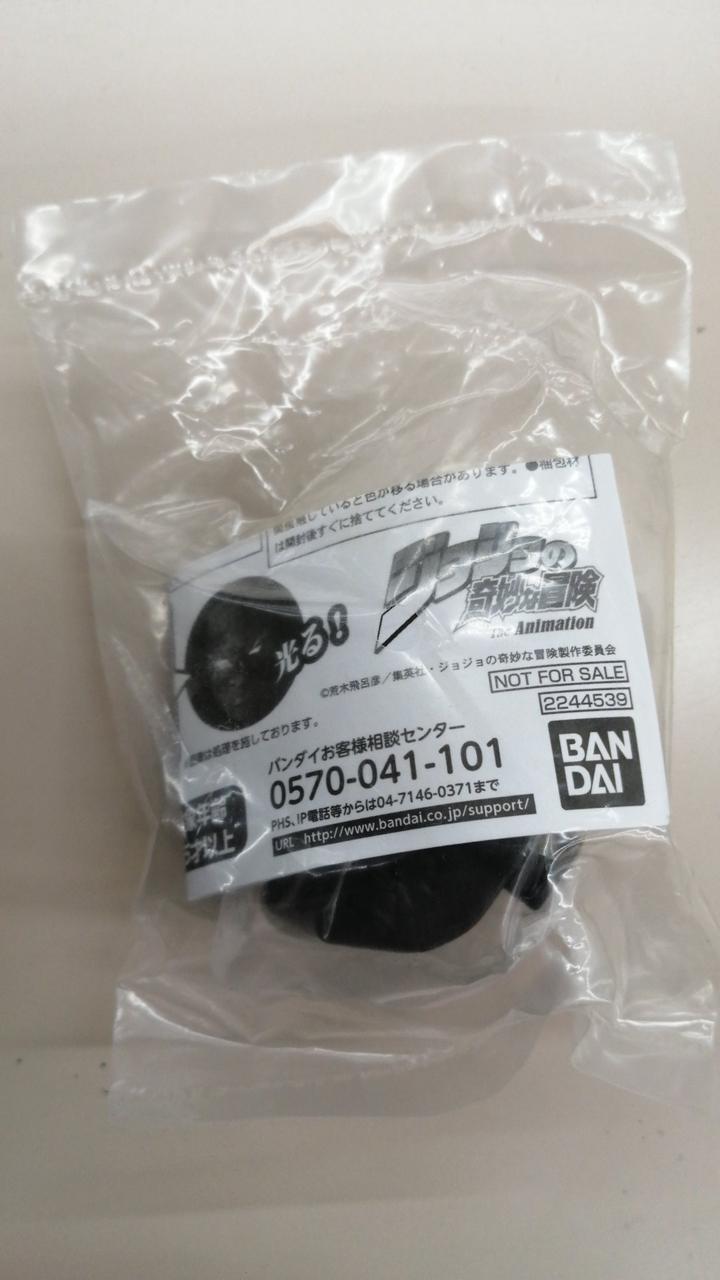 していると色が移る場合があります。●梱包材
は開封後すぐに捨ててください。
ジョジョの
奇妙な冒険
The Animation
光る!!
©荒木飛呂彦/集英社・ジョジョの奇妙な冒険製作委員会
NOT FOR SALE
2244539
は処理を施しております。
バンダイお客様相談センター
0570-041-101
PHS、IP電話等からは04-7146-0371まで
URL http://www.bandai.co.jp/support/
BAN
DAI
才以上